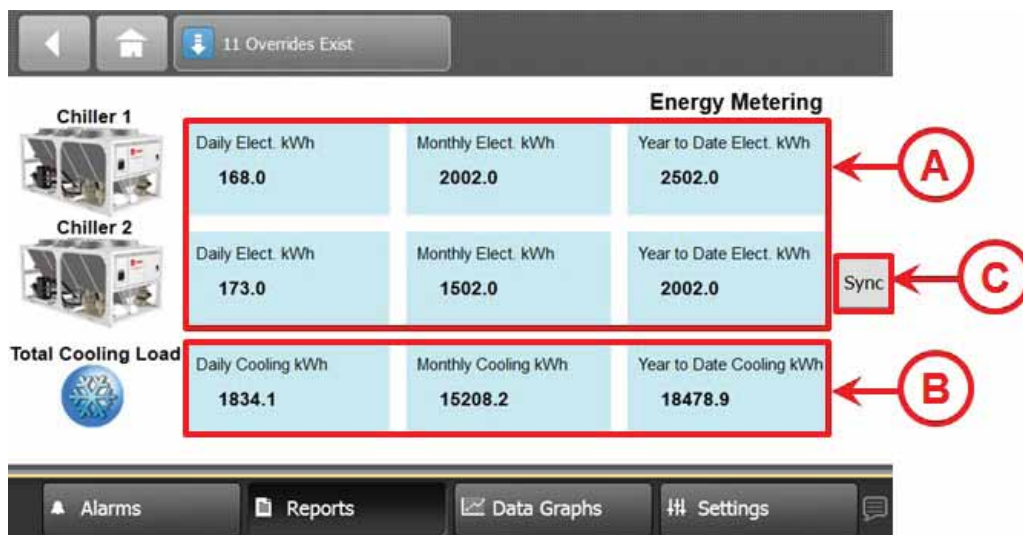 11 Overrides Exist
Energy Metering
Chiller 1
Daily Elect. kWh
Monthly Elect. kWh
Year to Date Elect. kWh
168.0
2002.0
2502.0
A
Chiller 2
Daily Elect. kWh
Monthly Elect. kWh
Year to Date Elect. kWh
173.0
1502.0
2002.0
Sync
C
Total Cooling Load
Daily Cooling kWh
Monthly Cooling kWh
Year to Date Cooling kWh
1834.1
15208.2
18478.9
B
Alarms
Reports
Data Graphs
Settings